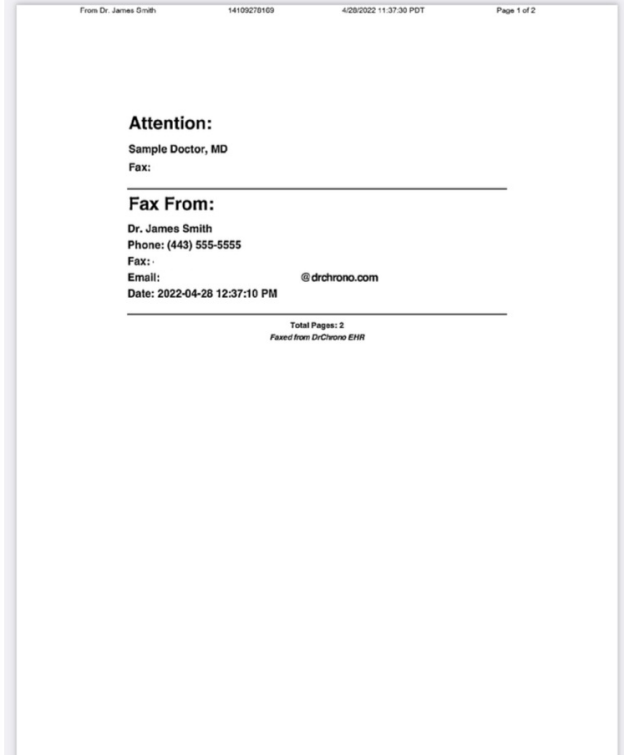 From Dr. James Smith 14109278169 4/28/2022 11:37:30 PDT Page 1 of 2
Attention:
Sample Doctor, MD
Fax:
Fax From:
Dr. James Smith
Phone: (443) 555-5555
Fax:
Email: @drchrono.com
Date: 2022-04-28 12:37:10 PM
Total Pages: 2
Faxed from DrChrono EHR